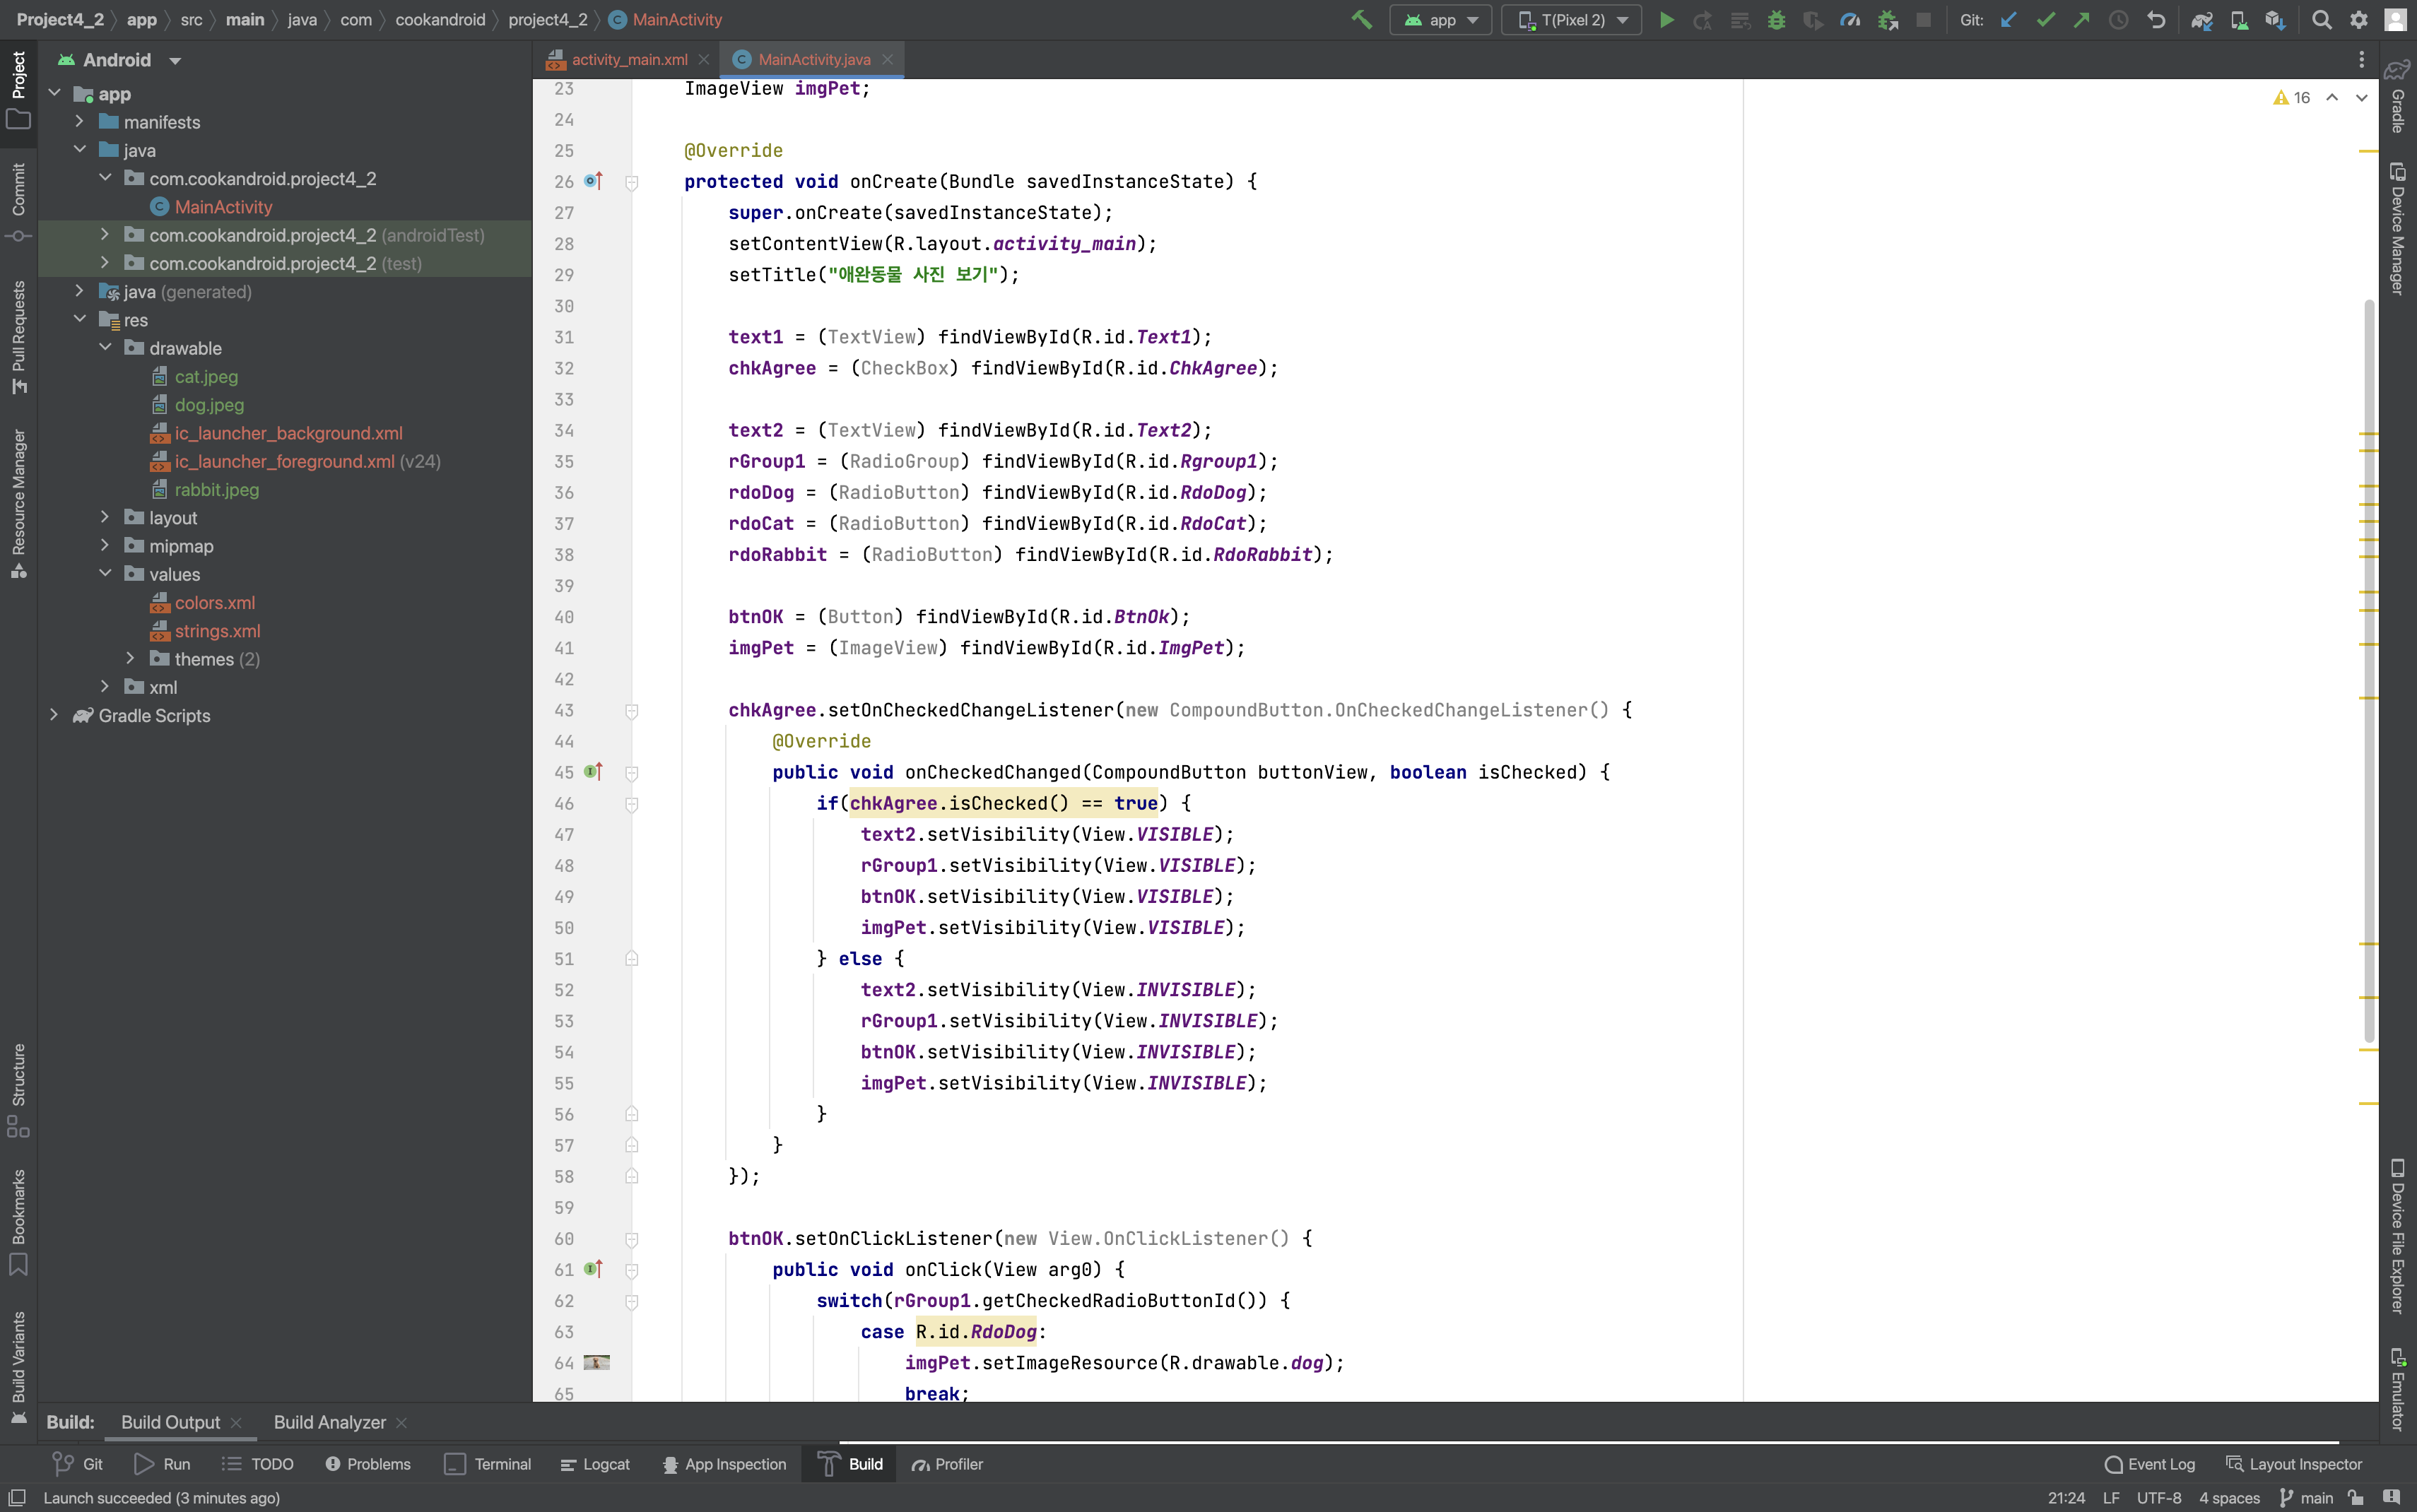 Project4_2 app src main java com cookandroid project4_2 MainActivity
app T(Pixel 2) Git:
Project
Commit
Pull Requests
Resource Manager
Structure
Bookmarks
Build Variants
Android
app
manifests
java
com.cookandroid.project4_2
MainActivity
com.cookandroid.project4_2 (androidTest)
com.cookandroid.project4_2 (test)
java (generated)
res
drawable
cat.jpeg
dog.jpeg
ic_launcher_background.xml
ic_launcher_foreground.xml (v24)
rabbit.jpeg
layout
mipmap
values
colors.xml
strings.xml
themes (2)
xml
Gradle Scripts
activity_main.xml MainActivity.java
16
23 ImageView imgPet;
24
25 @Override
26 protected void onCreate(Bundle savedInstanceState) {
27 super.onCreate(savedInstanceState);
28 setContentView(R.layout.activity_main);
29 setTitle("애완동물 사진 보기");
30
31 text1 = (TextView) findViewById(R.id.Text1);
32 chkAgree = (CheckBox) findViewById(R.id.ChkAgree);
33
34 text2 = (TextView) findViewById(R.id.Text2);
35 rGroup1 = (RadioGroup) findViewById(R.id.Rgroup1);
36 rdoDog = (RadioButton) findViewById(R.id.RdoDog);
37 rdoCat = (RadioButton) findViewById(R.id.RdoCat);
38 rdoRabbit = (RadioButton) findViewById(R.id.RdoRabbit);
39
40 btnOK = (Button) findViewById(R.id.BtnOk);
41 imgPet = (ImageView) findViewById(R.id.ImgPet);
42
43 chkAgree.setOnCheckedChangeListener(new CompoundButton.OnCheckedChangeListener() {
44 @Override
45 public void onCheckedChanged(CompoundButton buttonView, boolean isChecked) {
46 if(chkAgree.isChecked() == true) {
47 text2.setVisibility(View.VISIBLE);
48 rGroup1.setVisibility(View.VISIBLE);
49 btnOK.setVisibility(View.VISIBLE);
50 imgPet.setVisibility(View.VISIBLE);
51 } else {
52 text2.setVisibility(View.INVISIBLE);
53 rGroup1.setVisibility(View.INVISIBLE);
54 btnOK.setVisibility(View.INVISIBLE);
55 imgPet.setVisibility(View.INVISIBLE);
56 }
57 }
58 });
59
60 btnOK.setOnClickListener(new View.OnClickListener() {
61 public void onClick(View arg0) {
62 switch(rGroup1.getCheckedRadioButtonId()) {
63 case R.id.RdoDog:
64 imgPet.setImageResource(R.drawable.dog);
65 break;
Gradle
Device Manager
Device File Explorer
Emulator
Build: Build Output Build Analyzer
Git Run TODO Problems Terminal Logcat App Inspection Build Profiler Event Log Layout Inspector
Launch succeeded (3 minutes ago) 21:24 LF UTF-8 4 spaces main